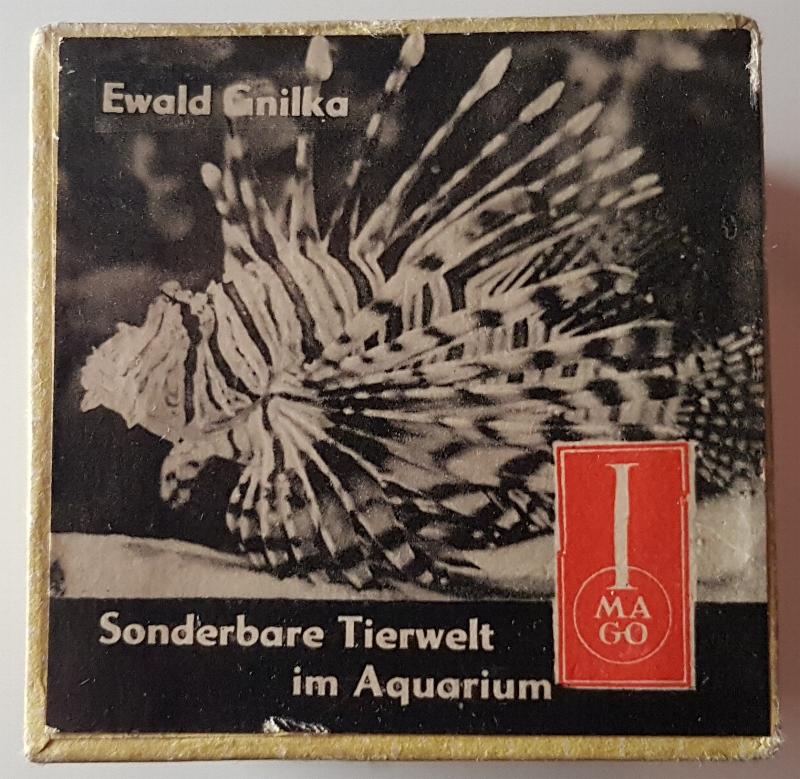 Ewald Gnilka
I
MA
GO
Sonderbare Tierwelt
im Aquarium